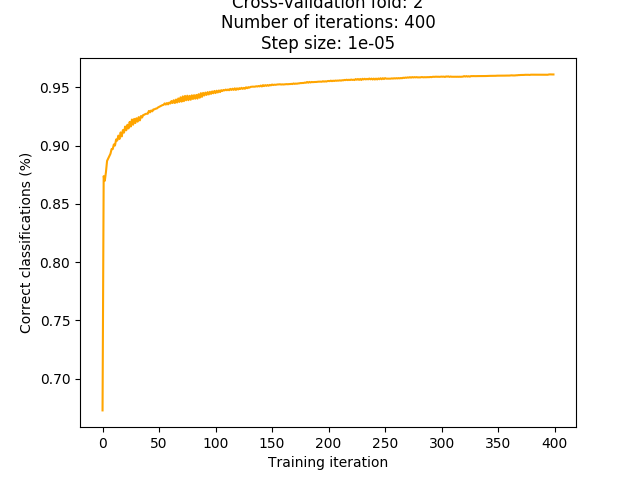 Cross-validation fold: 2
Number of iterations: 400
Step size: 1e-05
0.95
0.90
0.85
0.80
0.75
0.70
Correct classifications (%)
0 50 100 150 200 250 300 350 400
Training iteration